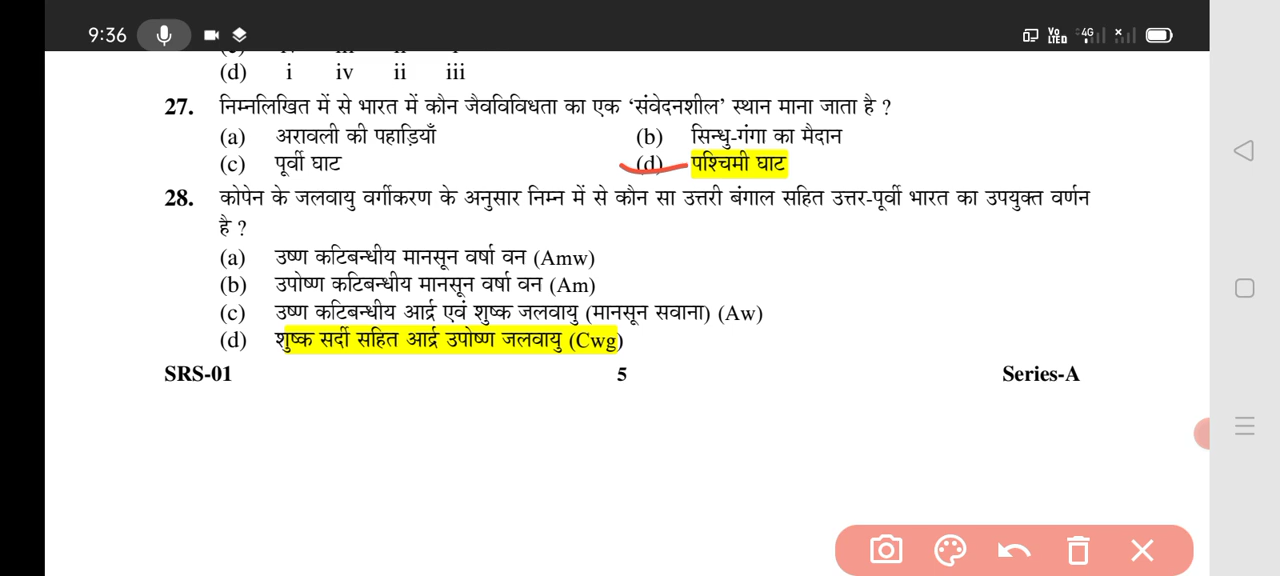 9:36
Vo LTED 4G
(d) i iv ii iii
27. निम्नलिखित में से भारत में कौन जैवविविधता का एक ‘संवेदनशील’ स्थान माना जाता है ?
(a) अरावली की पहाड़ियाँ (b) सिन्धु-गंगा का मैदान
(c) पूर्वी घाट (d) पश्चिमी घाट
28. कोपेन के जलवायु वर्गीकरण के अनुसार निम्न में से कौन सा उत्तरी बंगाल सहित उत्तर-पूर्वी भारत का उपयुक्त वर्णन
है ?
(a) उष्ण कटिबन्धीय मानसून वर्षा वन (Amw)
(b) उपोष्ण कटिबन्धीय मानसून वर्षा वन (Am)
(c) उष्ण कटिबन्धीय आर्द्र एवं शुष्क जलवायु (मानसून सवाना) (Aw)
(d) शुष्क सर्दी सहित आर्द्र उपोष्ण जलवायु (Cwg)
SRS-01 5 Series-A